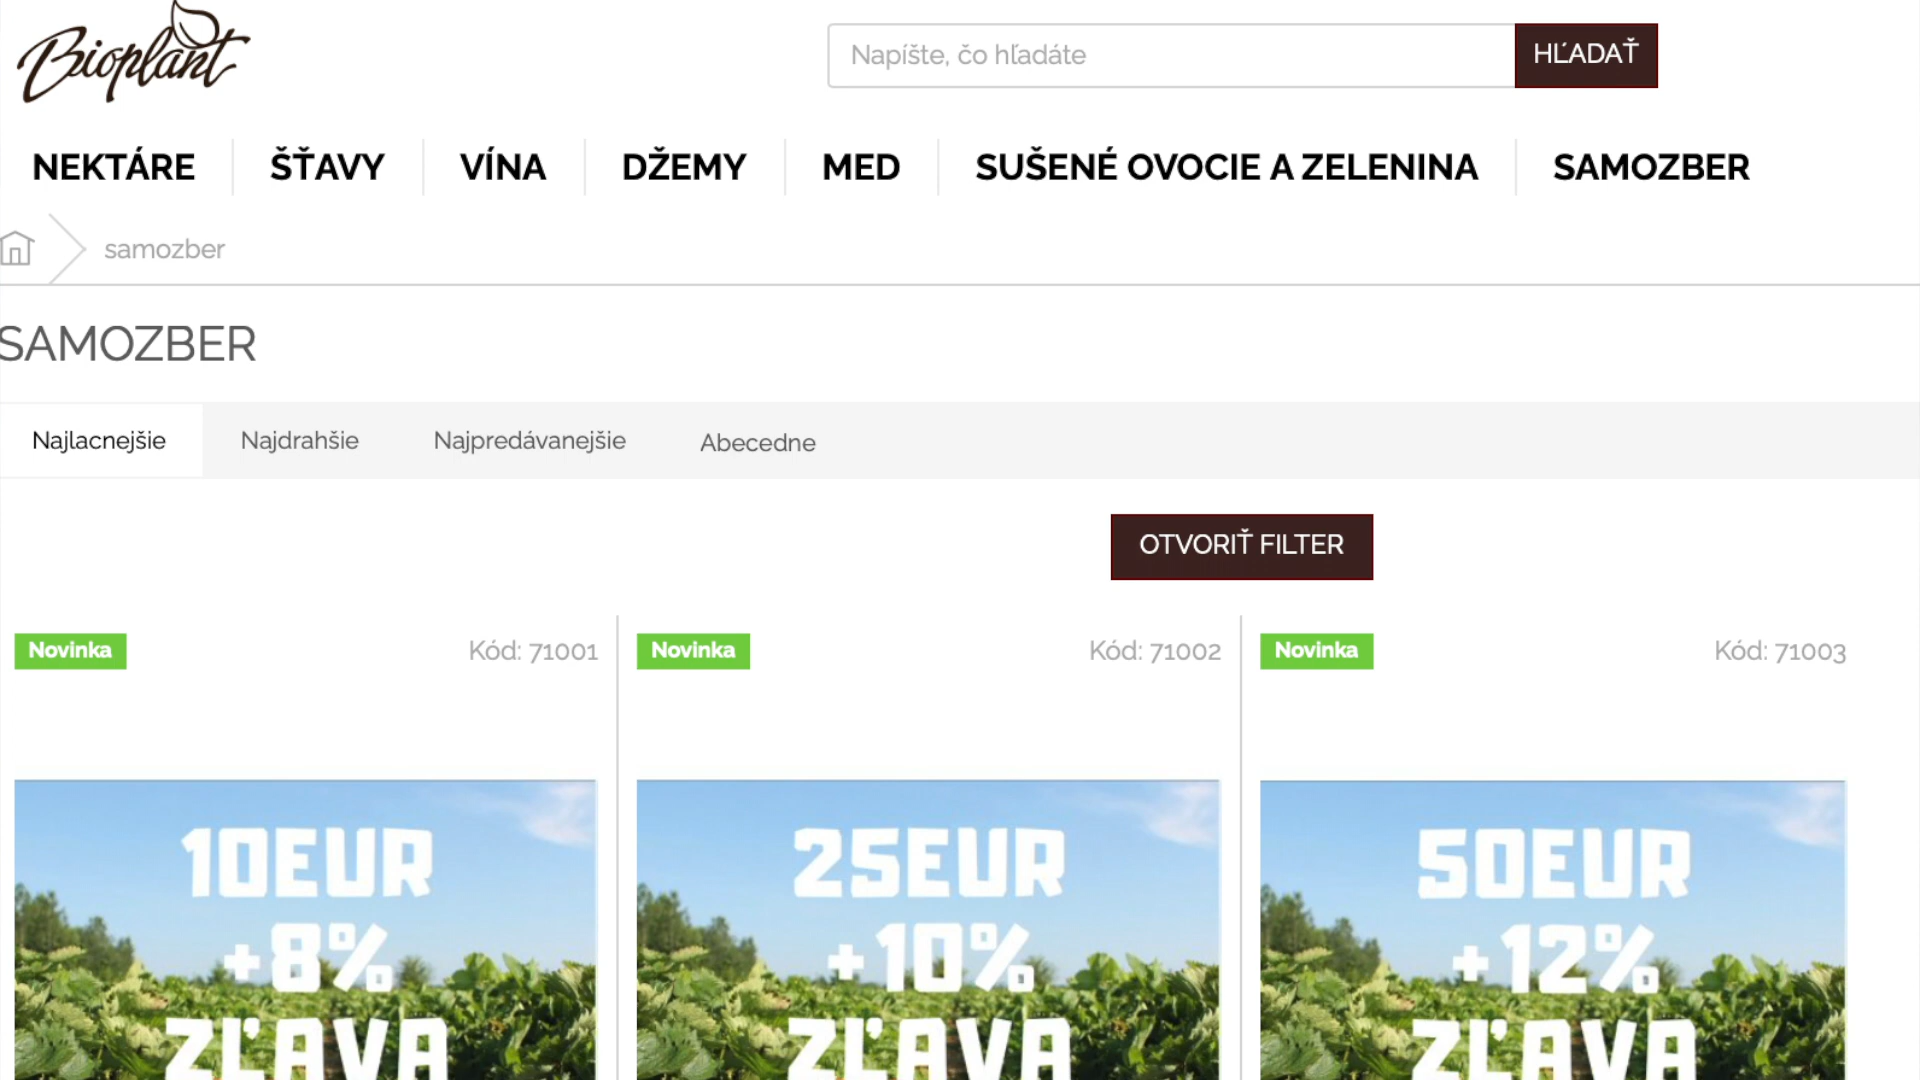 Bioplant
Napíšte, čo hľadáte
HĽADAŤ
NEKTÁRE
ŠŤAVY
VÍNA
DŽEMY
MED
SUŠENÉ OVOCIE A ZELENINA
SAMOZBER
samozber
SAMOZBER
Najlacnejšie
Najdrahšie
Najpredávanejšie
Abecedne
OTVORIŤ FILTER
Novinka
Kód: 71001
10EUR
+8%
ZĽAVA
Novinka
Kód: 71002
25EUR
+10%
ZĽAVA
Novinka
Kód: 71003
50EUR
+12%
ZĽAVA